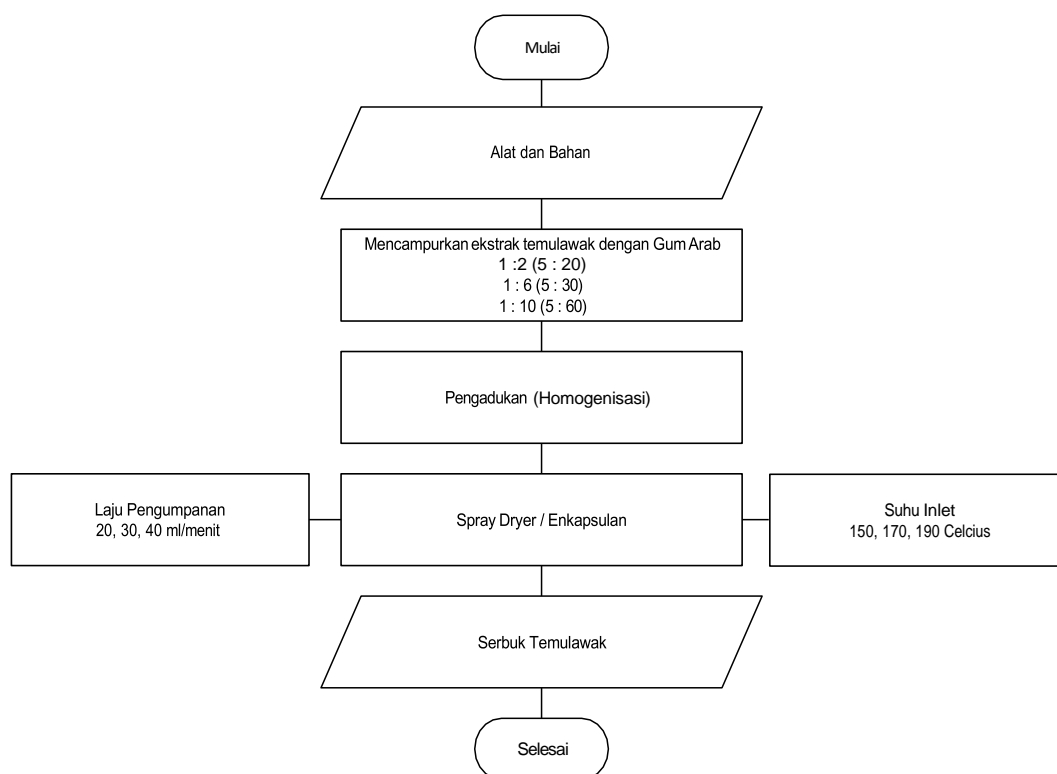 Mulai
Alat dan Bahan
Mencampurkan ekstrak temulawak dengan Gum Arab
1 :2 (5 : 20)
1 : 6 (5 : 30)
1 : 10 (5 : 60)
Pengadukan (Homogenisasi)
Laju Pengumpanan
20, 30, 40 ml/menit
Spray Dryer / Enkapsulan
Suhu Inlet
150, 170, 190 Celcius
Serbuk Temulawak
Selesai